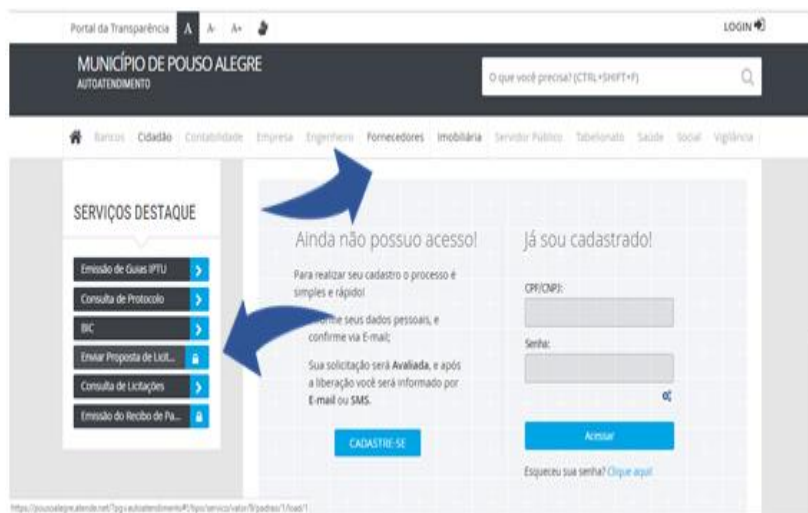 Portal da Transparência A A- A+ LOGIN
MUNICÍPIO DE POUSO ALEGRE
AUTOATENDIMENTO
O que você precisa? (CTRL+SHIFT+F)
Bancos Cidadão Contabilidade Empresa Engenheiro Fornecedores Imobiliária Servidor Público Tabelionato Saúde Social Vigilância
SERVIÇOS DESTAQUE
Emissão de Guias IPTU
Consulta de Protocolo
BIC
Enviar Proposta de Licit...
Consulta de Licitações
Emissão do Recibo de Pa...
Ainda não possuo acesso!
Para realizar seu cadastro o processo é
simples e rápido!
seus dados pessoais, e
confirme via E-mail;
Sua solicitação será Avaliada, e após
a liberação você será informado por
E-mail ou SMS.
CADASTRE-SE
Já sou cadastrado!
CPF/CNPJ:
Senha:
Acessar
Esqueceu sua senha? Clique aqui!